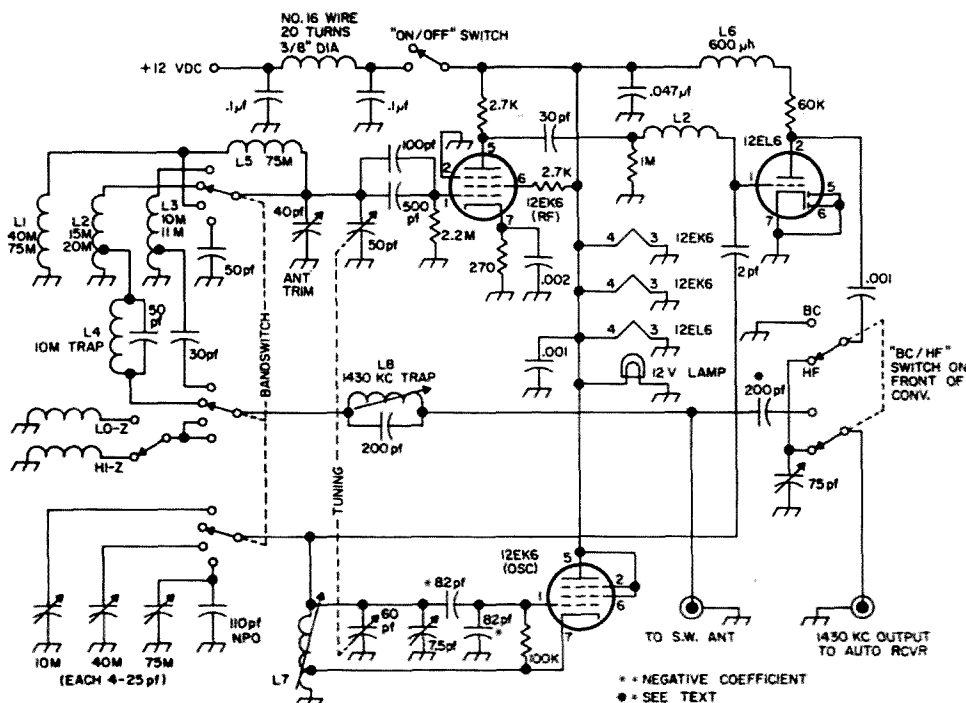 NO. 16 WIRE
20 TURNS
3/8" DIA
"ON/OFF" SWITCH
L6
600 µh
+12 VDC
.1µf
.1µf
2.7K
.047µf
60K
30pf
L2
12EL6
100pf
L5 75M
2
5
6
1
7
500
pf
2.7K
12EK6
(RF)
1M
1
2
5
6
7
L1
40M
75M
L2
15M
20M
L3
10M
11M
40pf
50pf
2.2M
ANT
TRIM
50pf
270
.002
4 3 12EK6
4 3 12EK6
4 3 12EL6
2pf
.001
L4
10M TRAP
50
pf
30pf
BANDSWITCH
.001
12V LAMP
BC
HF
"BC/HF"
SWITCH ON
FRONT OF
CONV.
L8
1430 KC TRAP
200pf
200pf
LO-Z
HI-Z
TUNING
75pf
12EK6
(OSC)
5
2
6
1
7
*82pf
82pf
*
60
pf
7.5pf
100K
L7
110pf
NPO
10M 40M 75M
(EACH 4-25pf)
TO S.W. ANT
1430 KC OUTPUT
TO AUTO RCVR
* = NEGATIVE COEFFICIENT
= SEE TEXT